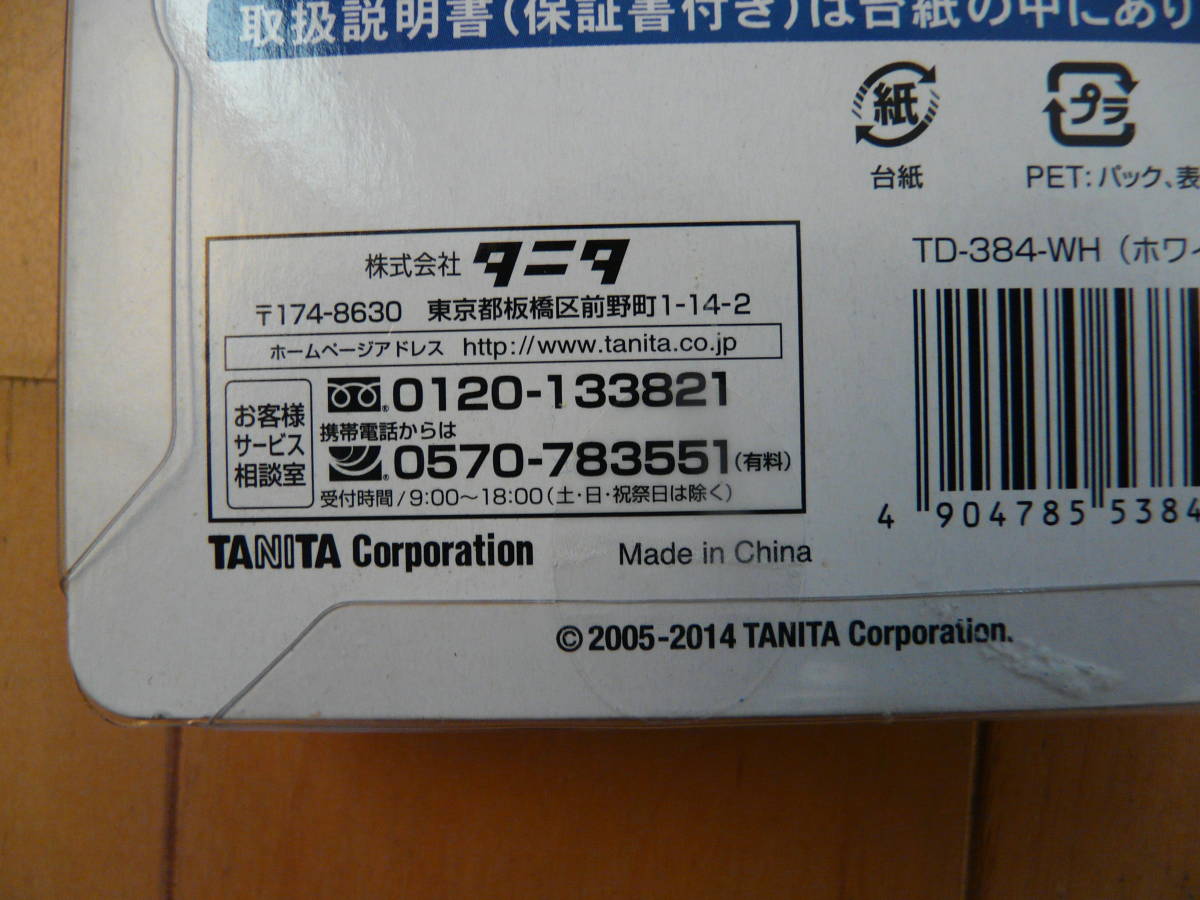 取扱説明書(保証書付き)は台紙の中にあり
紙
プラ
台紙
PET:パック、表
株式会社 タニタ
〒174-8630 東京都板橋区前野町1-14-2
ホームページアドレス http://www.tanita.co.jp
お客様
サービス
相談室
0120-133821
携帯電話からは
0570-783551(有料)
受付時間/9:00〜18:00(土・日・祝祭日は除く)
TD-384-WH(ホワイ
4 904785 5384
TANITA Corporation Made in China
©2005-2014 TANITA Corporation.